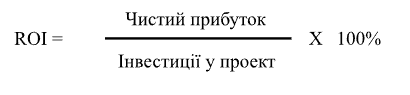 Чистий прибуток
ROI = X 100%
Інвестиції у проект